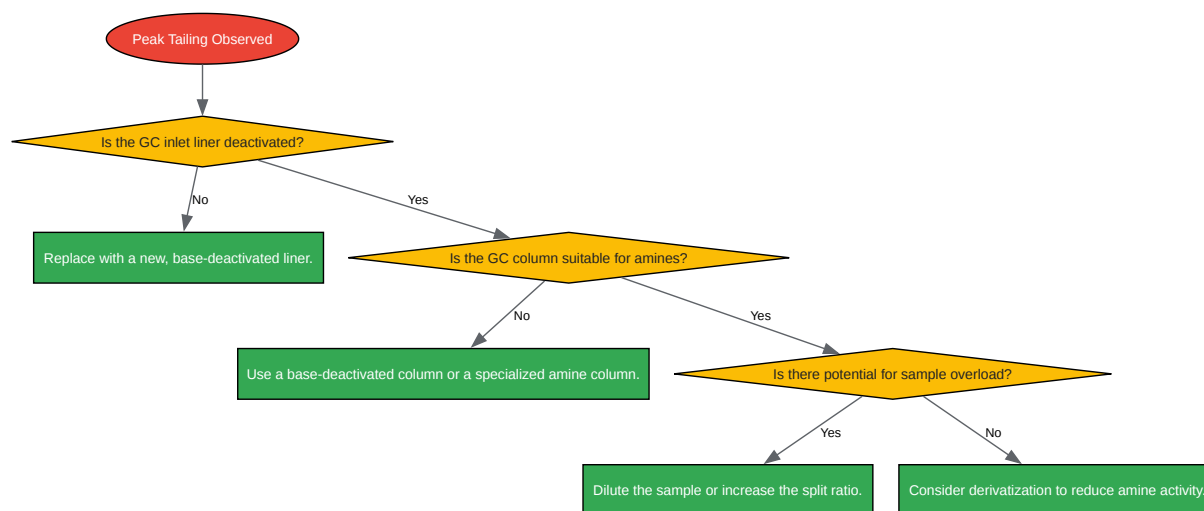 Peak Tailing Observed
Is the GC inlet liner deactivated?
No
Yes
Replace with a new, base-deactivated liner.
Is the GC column suitable for amines?
No
Yes
Use a base-deactivated column or a specialized amine column.
Is there potential for sample overload?
Yes
No
Dilute the sample or increase the split ratio.
Consider derivatization to reduce amine activity.